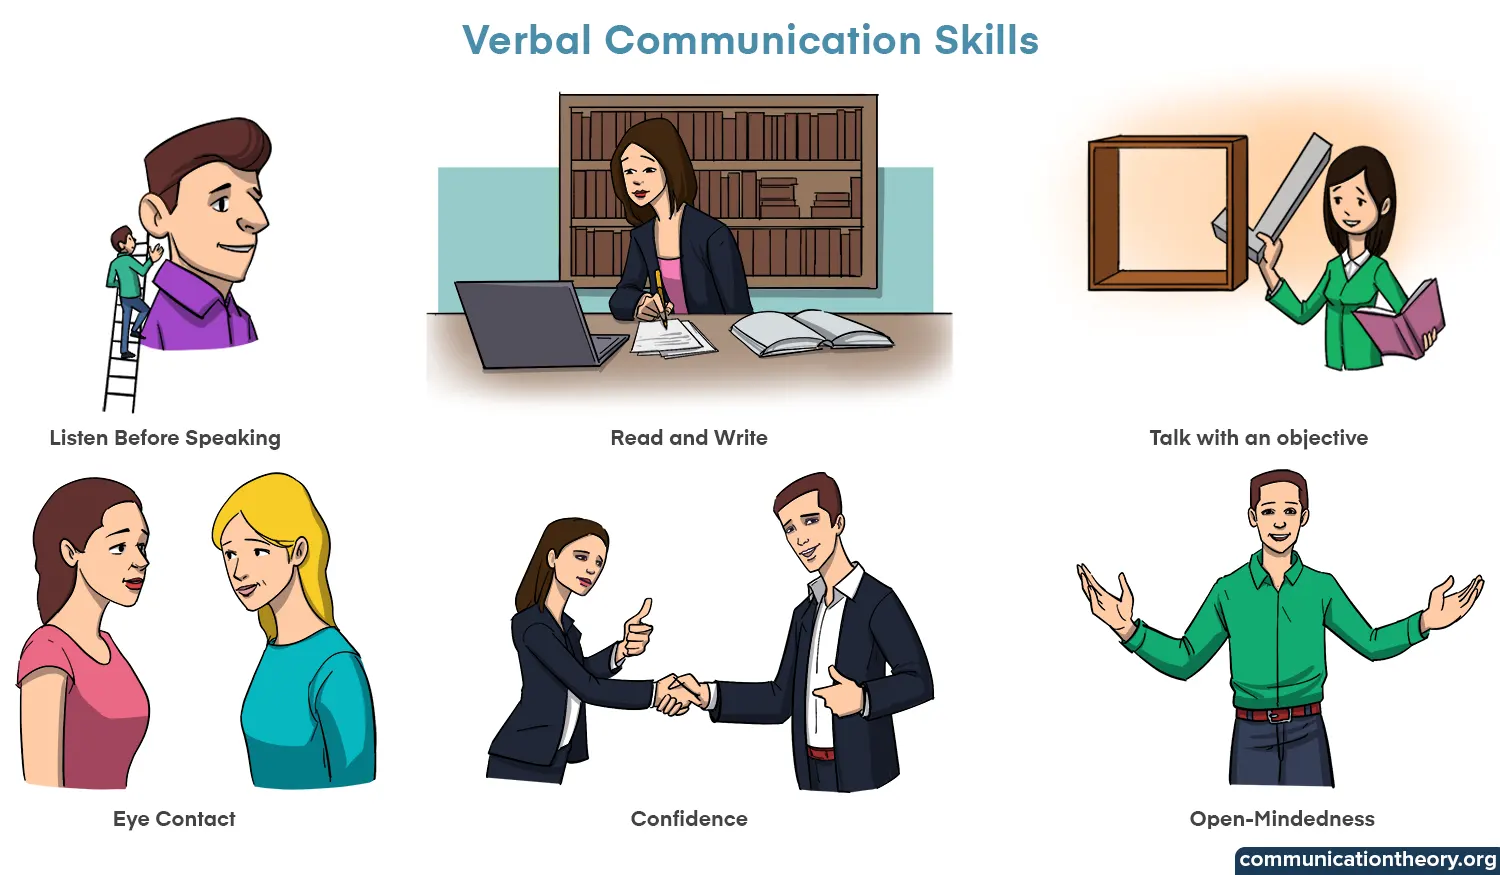 Verbal Communication Skills
Listen Before Speaking
Read and Write
Talk with an objective
Eye Contact
Confidence
Open-Mindedness
communicationtheory.org